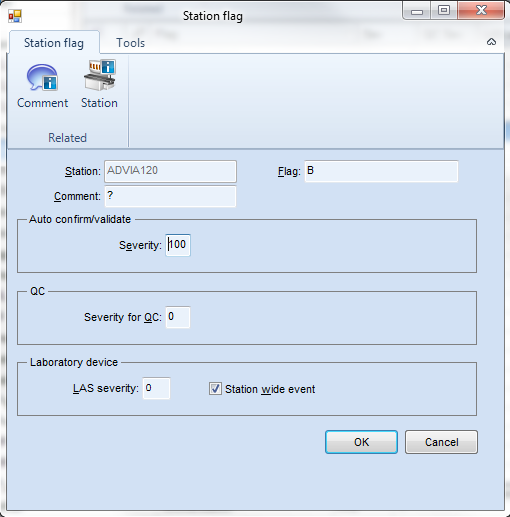 Station flag
Station flag Tools
Comment Station
Related
Station: ADVIA120 Flag: B
Comment: ?
Auto confirm/validate
Severity: 100
QC
Severity for QC: 0
Laboratory device
LAS severity: 0 Station wide event
OK Cancel